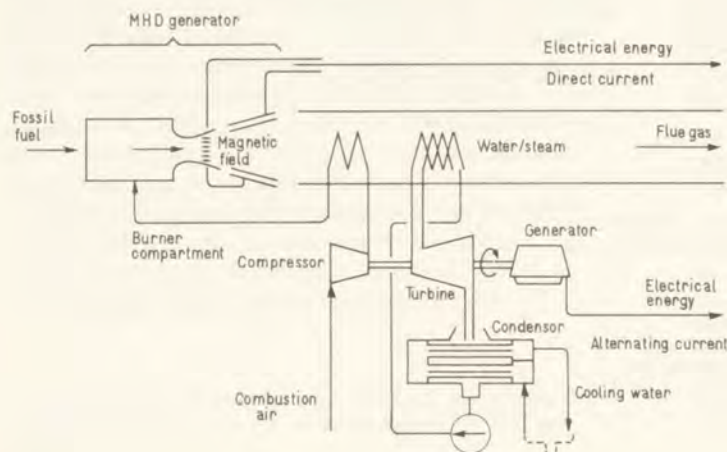 MHD generator
Electrical energy
Direct current
Fossil
fuel
Magnetic
field
Water/steam
Flue gas
Burner
compartment
Compressor
Generator
Turbine
Electrical
energy
Condensor
Alternating current
Combustion
air
Cooling water